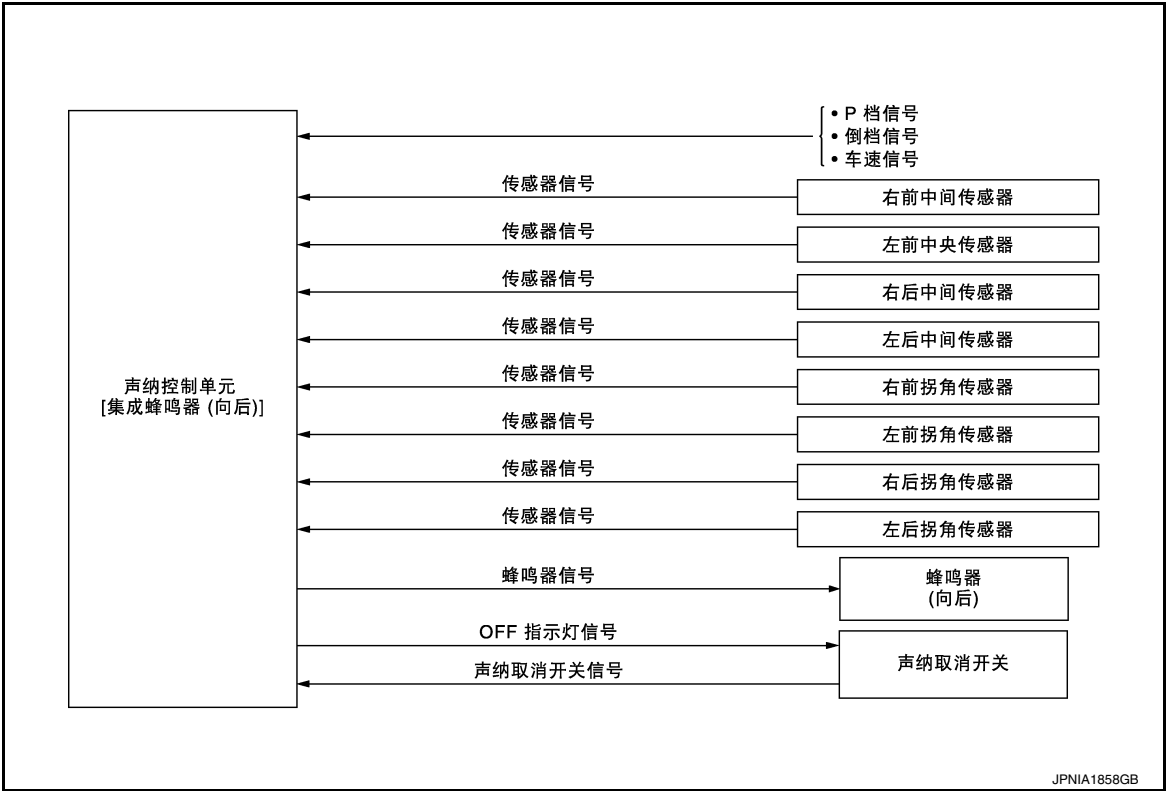 • P 档信号
• 倒档信号
• 车速信号
传感器信号
右前中间传感器
传感器信号
左前中央传感器
传感器信号
右后中间传感器
传感器信号
左后中间传感器
声纳控制单元
[集成蜂鸣器 (向后)]
传感器信号
右前拐角传感器
传感器信号
左前拐角传感器
传感器信号
右后拐角传感器
传感器信号
左后拐角传感器
蜂鸣器信号
蜂鸣器
(向后)
OFF 指示灯信号
声纳取消开关信号
声纳取消开关
JPNIA1858GB